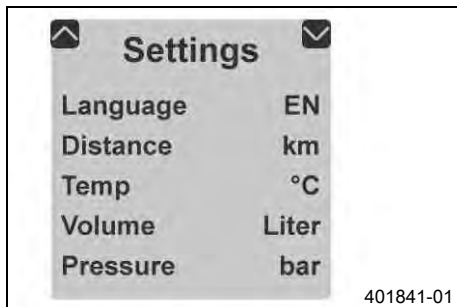 Settings
Language EN
Distance km
Temp °C
Volume Liter
Pressure bar
401841-01